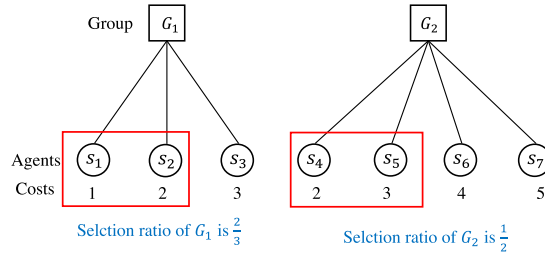 Group G₁ G₂
Agents s₁ s₂ s₃ s₄ s₅ s₆ s₇
Costs 1 2 3 2 3 4 5
Selction ratio of G₁ is 2/3
Selction ratio of G₂ is 1/2